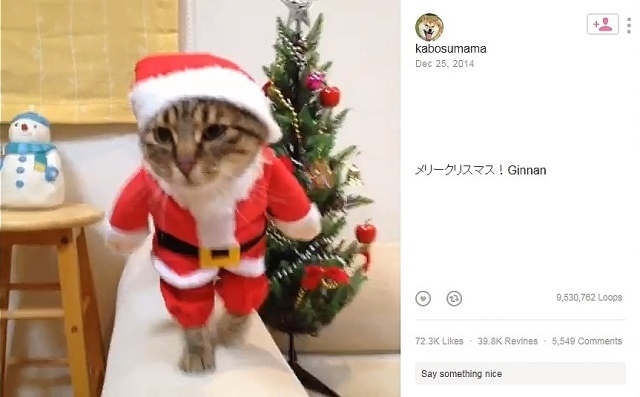 kabosumama
Dec 25, 2014
メリークリスマス！Ginnan
9,530,762 Loops
72.3K Likes · 39.8K Revines · 5,549 Comments
Say something nice